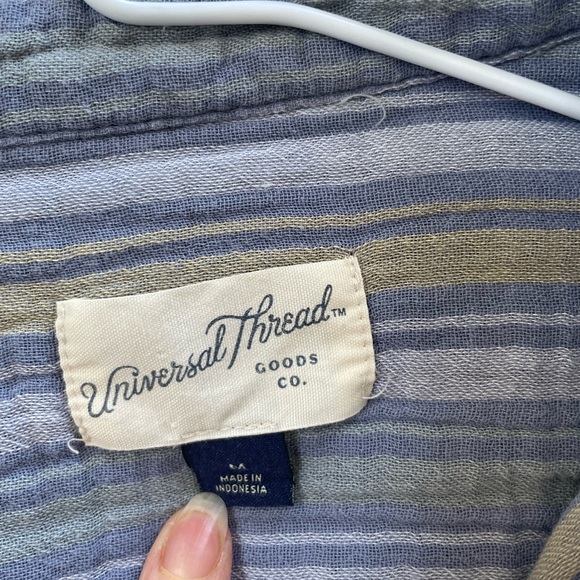 Universal Thread™
GOODS
CO.
M
MADE IN
INDONESIA